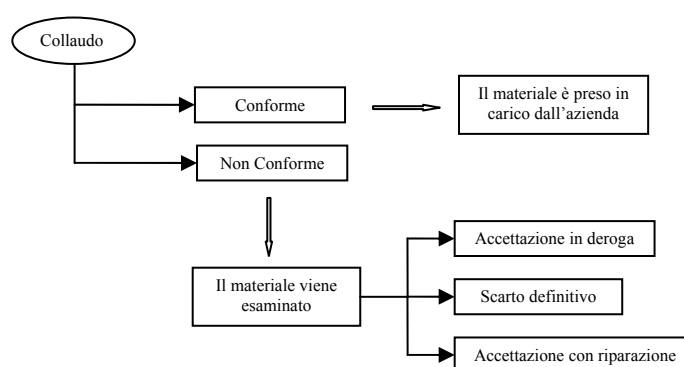 Collaudo
Conforme
Il materiale è preso in
carico dall'azienda
Non Conforme
Il materiale viene
esaminato
Accettazione in deroga
Scarto definitivo
Accettazione con riparazione